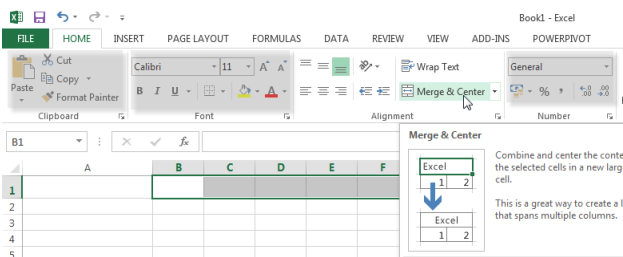 Book1 - Excel
FILE HOME INSERT PAGE LAYOUT FORMULAS DATA REVIEW VIEW ADD-INS POWERPIVOT
Cut
Calibri 11 A A Wrap Text General
Copy
Paste
Format Painter B I U A Merge & Center % , .0 .00
Clipboard Font Alignment Number
B1 fx
Merge & Center
A B C D E F
1
2
3
4
5
Combine and center the conte
the selected cells in a new larg
cell.
This is a great way to create a l
that spans multiple columns.
Excel
1 2
Excel
1 2